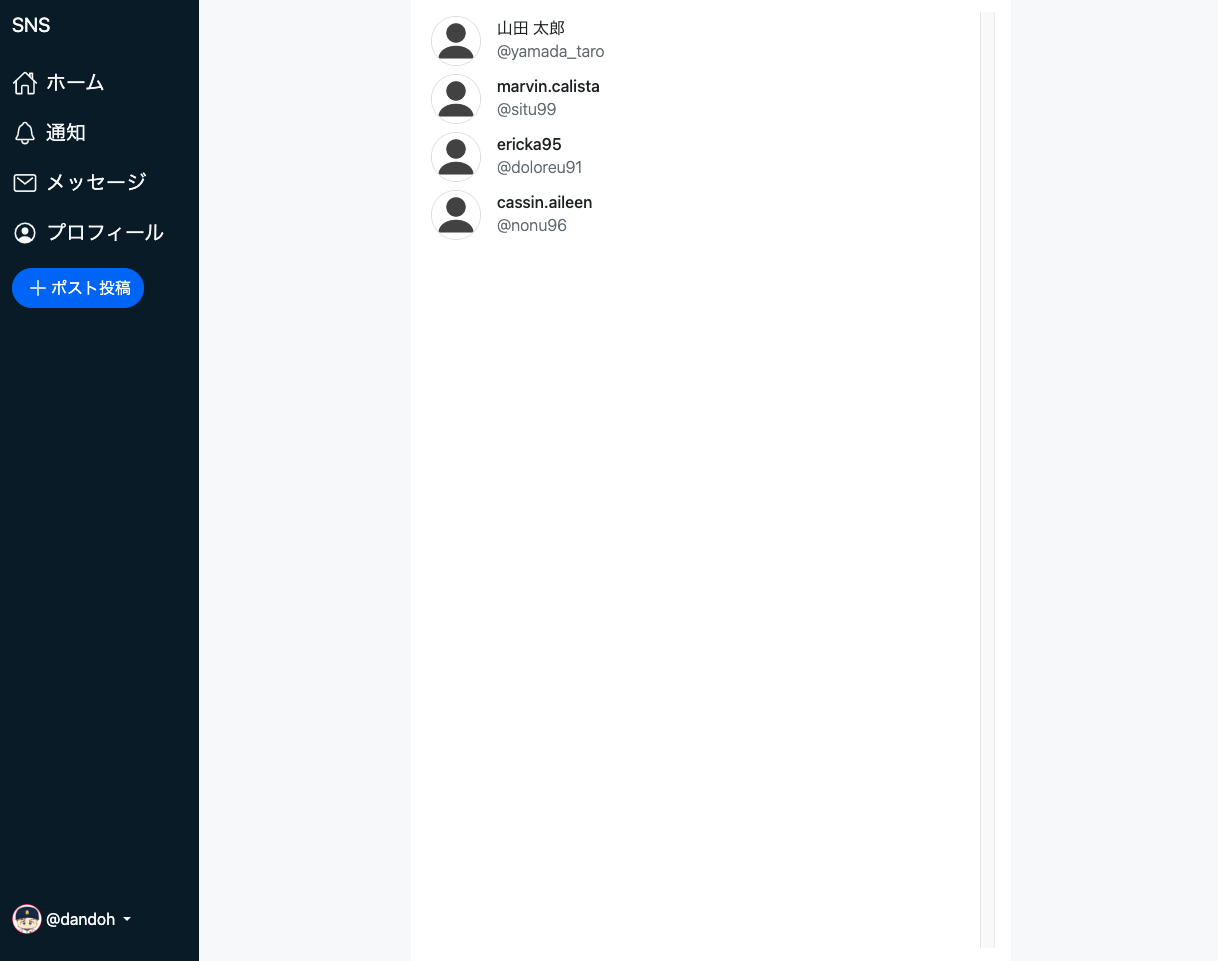 SNS
ホーム
通知
メッセージ
プロフィール
ポスト投稿
@dandoh
山田 太郎
@yamada_taro
marvin.calista
@situ99
ericka95
@doloreu91
cassin.aileen
@nonu96